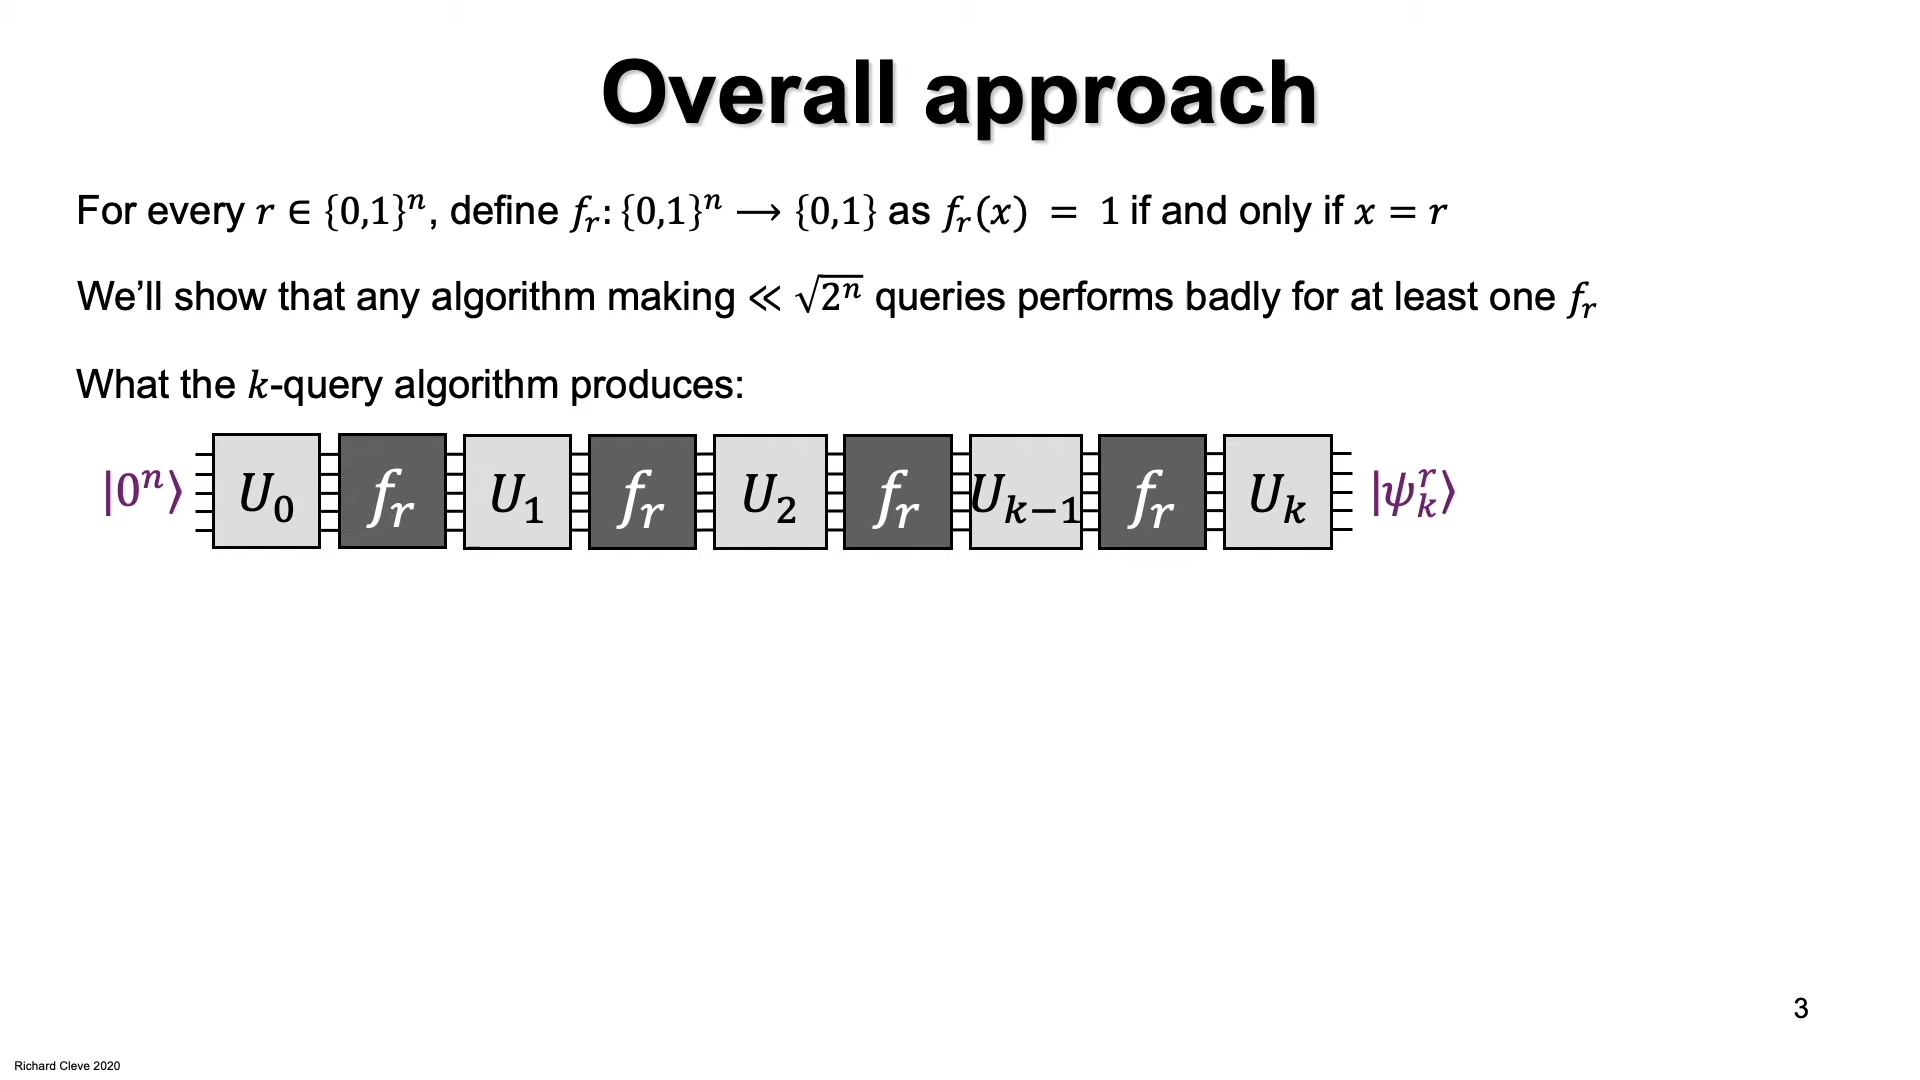 Overall approach
For every r ∈ {0,1}ⁿ, define fᵣ: {0,1}ⁿ ⟶ {0,1} as fᵣ(x) = 1 if and only if x = r
We’ll show that any algorithm making ≪ √2ⁿ queries performs badly for at least one fᵣ
What the k-query algorithm produces:
|0ⁿ⟩ U₀ fᵣ U₁ fᵣ U₂ fᵣ Uₖ₋₁ fᵣ Uₖ |ψₖʳ⟩
3
Richard Cleve 2020